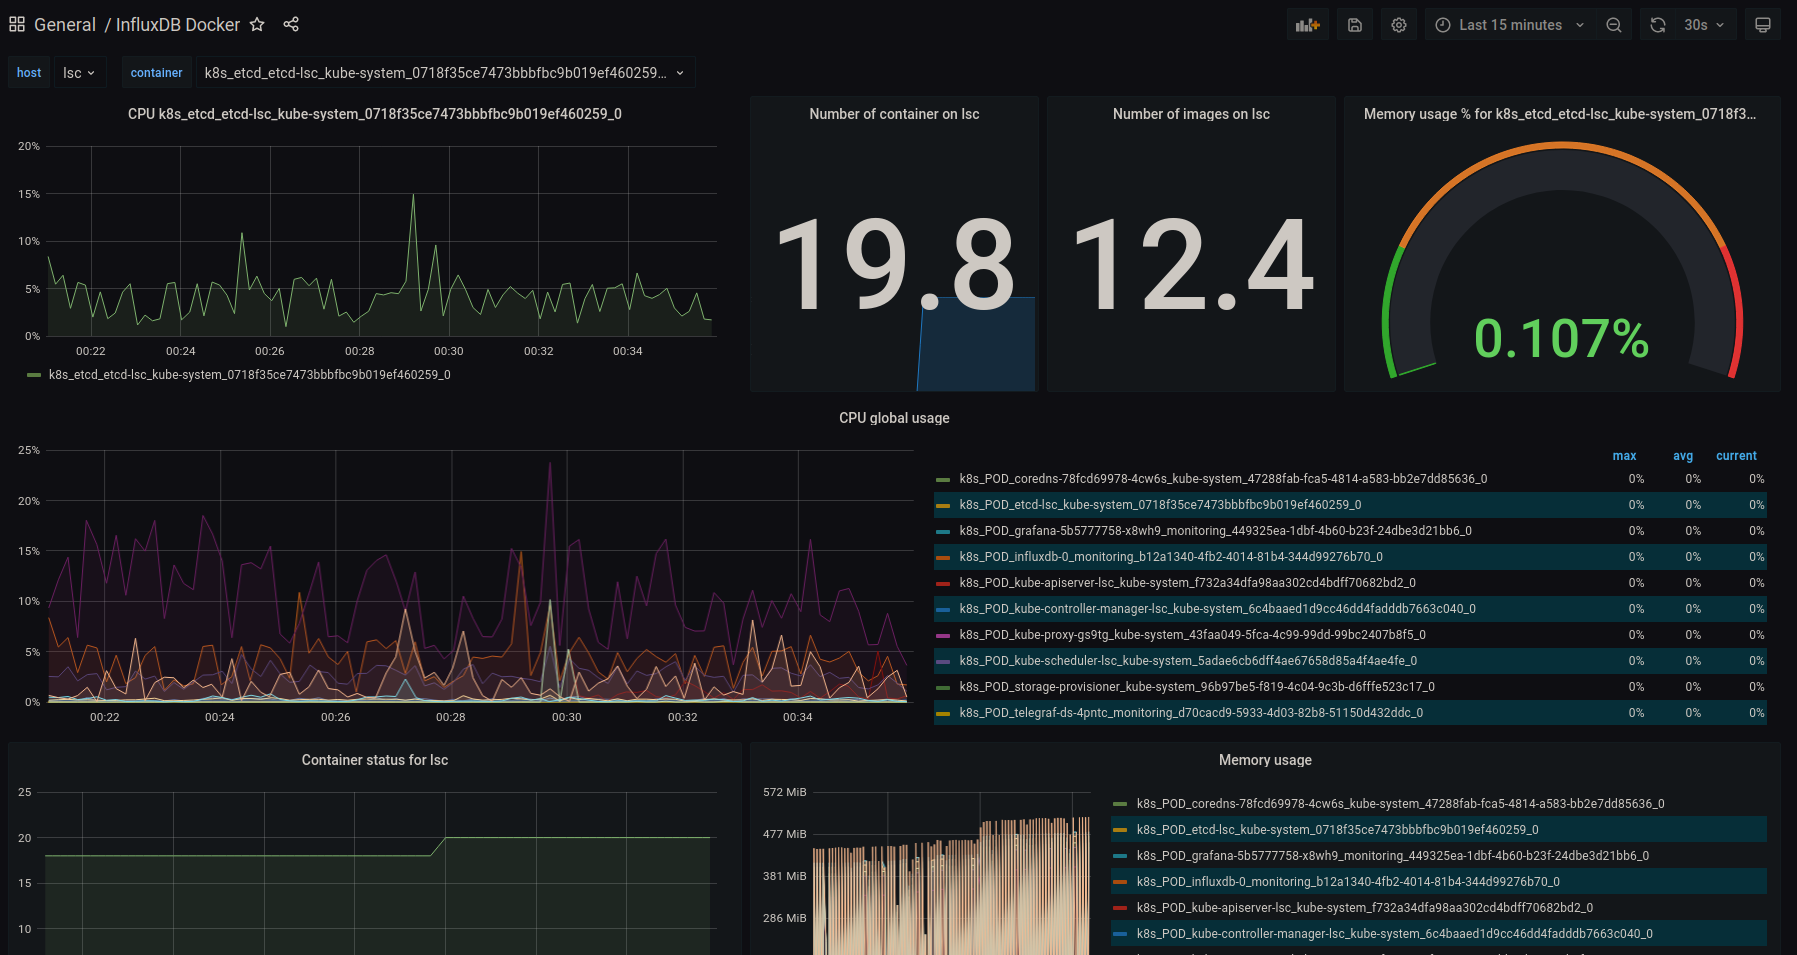 General / InfluxDB Docker
Last 15 minutes
30s
host
lsc
container
k8s_etcd_etcd-lsc_kube-system_0718f35ce7473bbbfbc9b019ef460259...
CPU k8s_etcd_etcd-lsc_kube-system_0718f35ce7473bbbfbc9b019ef460259_0
20%
15%
10%
5%
0%
00:22 00:24 00:26 00:28 00:30 00:32 00:34
k8s_etcd_etcd-lsc_kube-system_0718f35ce7473bbbfbc9b019ef460259_0
Number of container on lsc
19.8
Number of images on lsc
12.4
Memory usage % for k8s_etcd_etcd-lsc_kube-system_0718f3...
0.107%
CPU global usage
25%
20%
15%
10%
5%
0%
00:22 00:24 00:26 00:28 00:30 00:32 00:34
max avg current
k8s_POD_coredns-78fcd69978-4cw6s_kube-system_47288fab-fca5-4814-a583-bb2e7dd85636_0 0% 0% 0%
k8s_POD_etcd-lsc_kube-system_0718f35ce7473bbbfbc9b019ef460259_0 0% 0% 0%
k8s_POD_grafana-5b5777758-x8wh9_monitoring_449325ea-1dbf-4b60-b23f-24dbe3d21bb6_0 0% 0% 0%
k8s_POD_influxdb-0_monitoring_b12a1340-4fb2-4014-81b4-344d99276b70_0 0% 0% 0%
k8s_POD_kube-apiserver-lsc_kube-system_f732a34dfa98aa302cd4bdff70682bd2_0 0% 0% 0%
k8s_POD_kube-controller-manager-lsc_kube-system_6c4baaed1d9cc46dd4fadddb7663c040_0 0% 0% 0%
k8s_POD_kube-proxy-gs9tg_kube-system_43faa049-5fca-4c99-99dd-99bc2407b8f5_0 0% 0% 0%
k8s_POD_kube-scheduler-lsc_kube-system_5adae6cb6dff4ae67658d85a4f4ae4fe_0 0% 0% 0%
k8s_POD_storage-provisioner_kube-system_96b97be5-f819-4c04-9c3b-d6fffe523c17_0 0% 0% 0%
k8s_POD_telegraf-ds-4pntc_monitoring_d70cacd9-5933-4d03-82b8-51150d432ddc_0 0% 0% 0%
Container status for lsc
25
20
15
10
Memory usage
572 MiB
477 MiB
381 MiB
286 MiB
k8s_POD_coredns-78fcd69978-4cw6s_kube-system_47288fab-fca5-4814-a583-bb2e7dd85636_0
k8s_POD_etcd-lsc_kube-system_0718f35ce7473bbbfbc9b019ef460259_0
k8s_POD_grafana-5b5777758-x8wh9_monitoring_449325ea-1dbf-4b60-b23f-24dbe3d21bb6_0
k8s_POD_influxdb-0_monitoring_b12a1340-4fb2-4014-81b4-344d99276b70_0
k8s_POD_kube-apiserver-lsc_kube-system_f732a34dfa98aa302cd4bdff70682bd2_0
k8s_POD_kube-controller-manager-lsc_kube-system_6c4baaed1d9cc46dd4fadddb7663c040_0